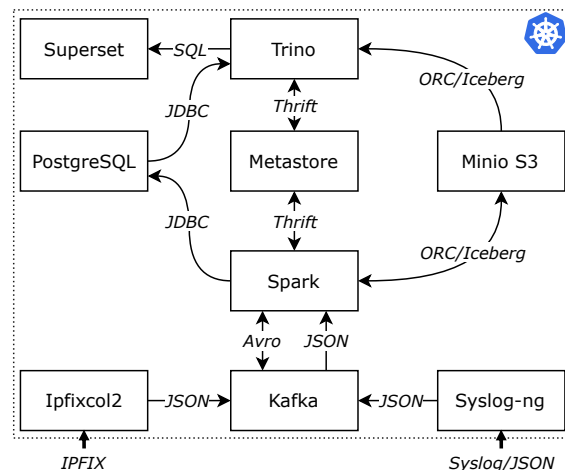 Superset
SQL
Trino
ORC/Iceberg
JDBC
Thrift
PostgreSQL
Metastore
Minio S3
JDBC
Thrift
ORC/Iceberg
Spark
Avro
JSON
Ipfixcol2
JSON
Kafka
JSON
Syslog-ng
IPFIX
Syslog/JSON